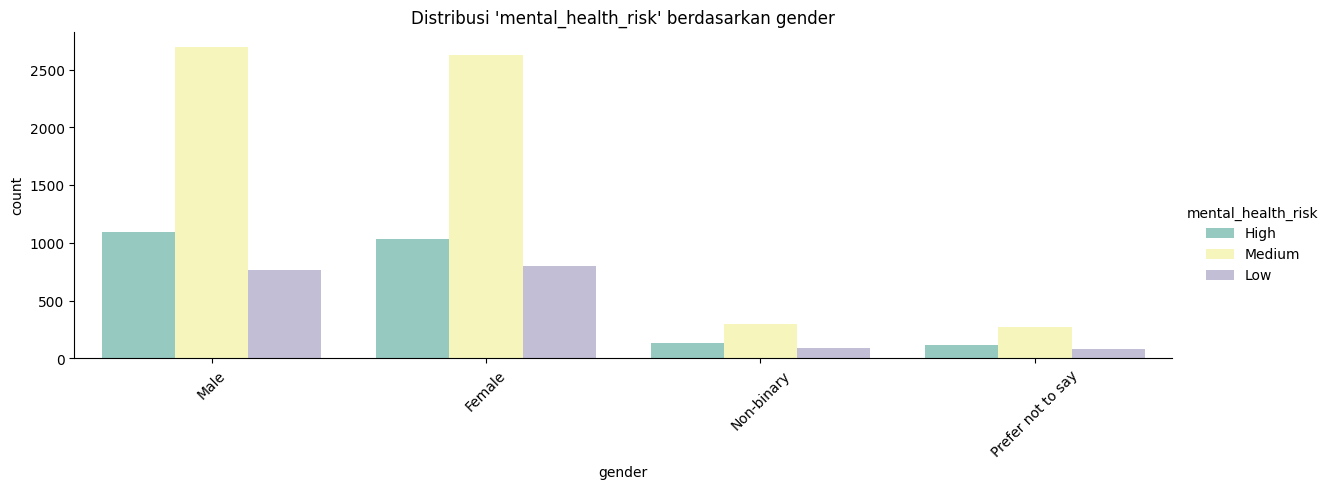 Distribusi 'mental_health_risk' berdasarkan gender
count
2500
2000
1500
1000
500
0
Male
Female
Non-binary
Prefer not to say
gender
mental_health_risk
High
Medium
Low